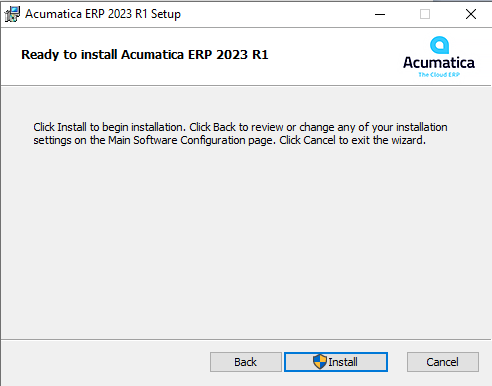 Acumatica ERP 2023 R1 Setup
Ready to install Acumatica ERP 2023 R1
Acumatica
The Cloud ERP
Click Install to begin installation. Click Back to review or change any of your installation
settings on the Main Software Configuration page. Click Cancel to exit the wizard.
Back
Install
Cancel